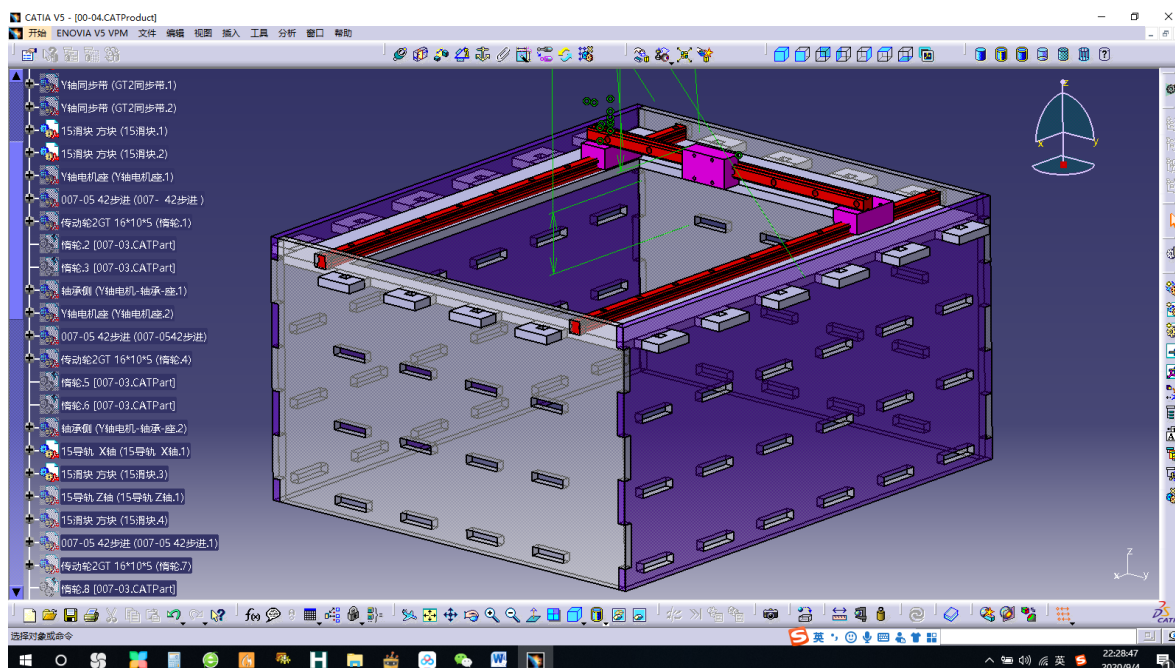 CATIA V5 - [00-04.CATProduct]
开始 ENOVIA V5 VPM 文件 编辑 视图 插入 工具 分析 窗口 帮助
Y轴同步带 (GT2同步带.1)
Y轴同步带 (GT2同步带.2)
15滑块 方块 (15滑块.1)
15滑块 方块 (15滑块.2)
Y轴电机座 (Y轴电机座.1)
007-05 42步进 (007- 42步进 )
传动轮2GT 16*10*5 (惰轮.1)
惰轮.2 [007-03.CATPart]
惰轮.3 [007-03.CATPart]
轴承侧 (Y轴电机-轴承-座.1)
Y轴电机座 (Y轴电机座.2)
007-05 42步进 (007-0542步进)
传动轮2GT 16*10*5 (惰轮.4)
惰轮.5 [007-03.CATPart]
惰轮.6 [007-03.CATPart]
轴承侧 (Y轴电机-轴承-座.2)
15导轨 X轴 (15导轨 X轴.1)
15滑块 方块 (15滑块.3)
15导轨 Z轴 (15导轨 Z轴.1)
15滑块 方块 (15滑块.4)
007-05 42步进 (007-05 42步进.1)
传动轮2GT 16*10*5 (惰轮.7)
惰轮.8 [007-03.CATPart]
z
x y
z
x y
选择对象或命令
英
英
22:28:47
2020/9/4